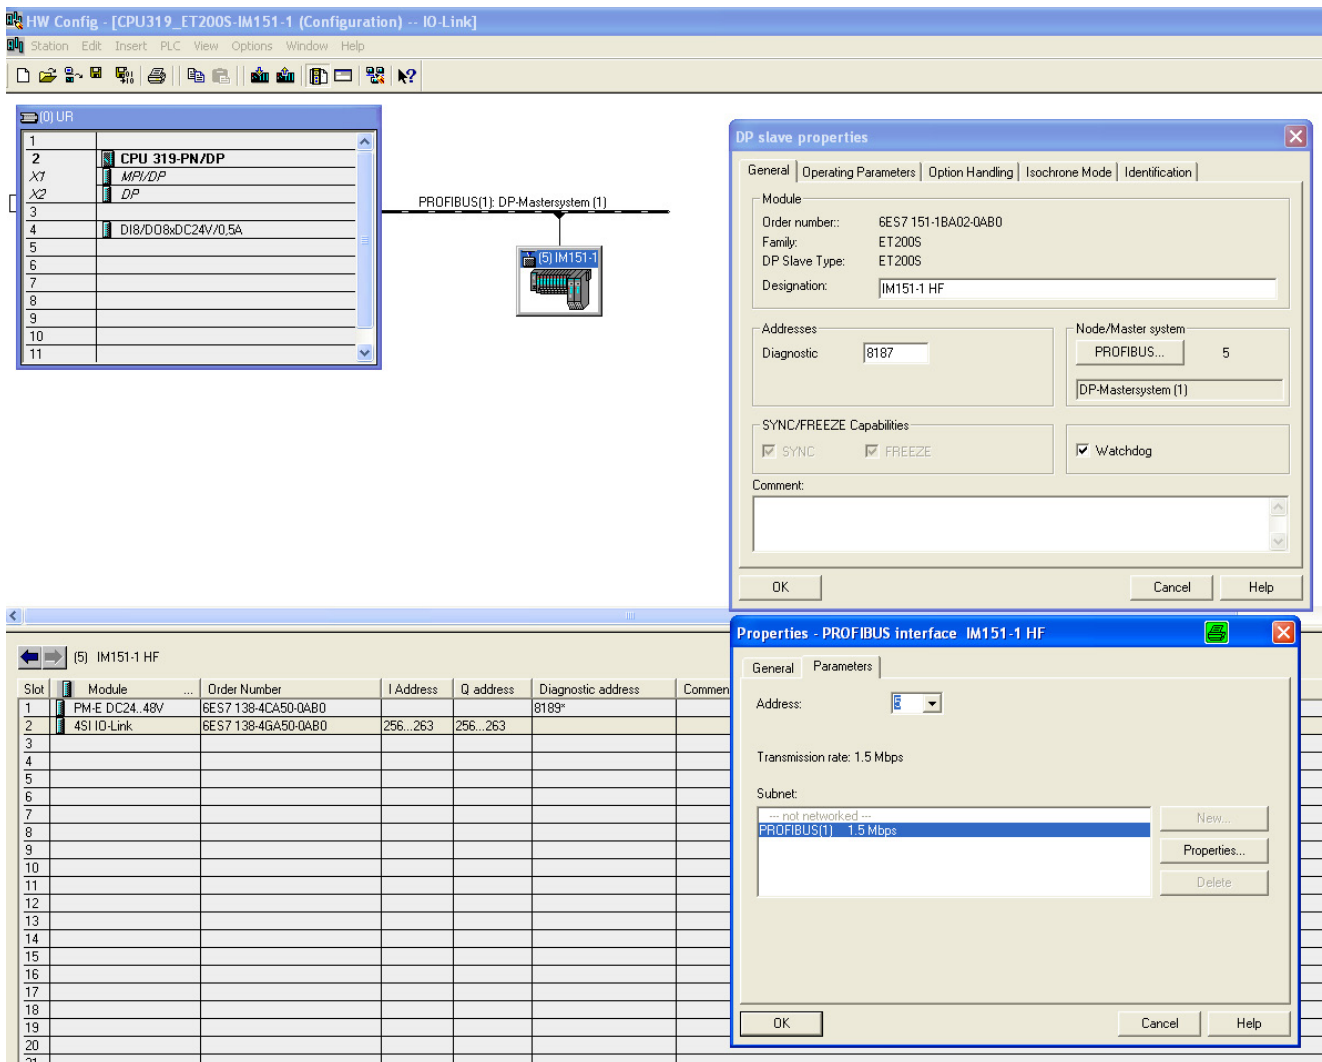 HW Config - [CPU319_ET200S-IM151-1 (Configuration) -- IO-Link]
Station Edit Insert PLC View Options Window Help
(0) UR
1
2 CPU 319-PN/DP
X1 MPI/DP
X2 DP
3
4 DI8/DO8xDC24V/0,5A
5
6
7
8
9
10
11
PROFIBUS(1): DP-Mastersystem (1)
(5) IM151-1
DP slave properties
General Operating Parameters Option Handling Isochrone Mode Identification
Module
Order number:: 6ES7 151-1BA02-0AB0
Family: ET200S
DP Slave Type: ET200S
Designation: IM151-1 HF
Addresses
Diagnostic 8187
Node/Master system
PROFIBUS... 5
DP-Mastersystem (1)
SYNC/FREEZE Capabilities
SYNC FREEZE
Watchdog
Comment:
OK Cancel Help
(5) IM151-1 HF
Slot Module ... Order Number I Address Q address Diagnostic address Commen
1 PM-E DC24..48V 6ES7 138-4CA50-0AB0 8189*
2 4SI IO-Link 6ES7 138-4GA50-0AB0 256...263 256...263
3
4
5
6
7
8
9
10
11
12
13
14
15
16
17
18
19
20
21
Properties - PROFIBUS interface IM151-1 HF
General Parameters
Address: 5
Transmission rate: 1.5 Mbps
Subnet:
--- not networked ---
PROFIBUS(1) 1.5 Mbps
New...
Properties...
Delete
OK Cancel Help